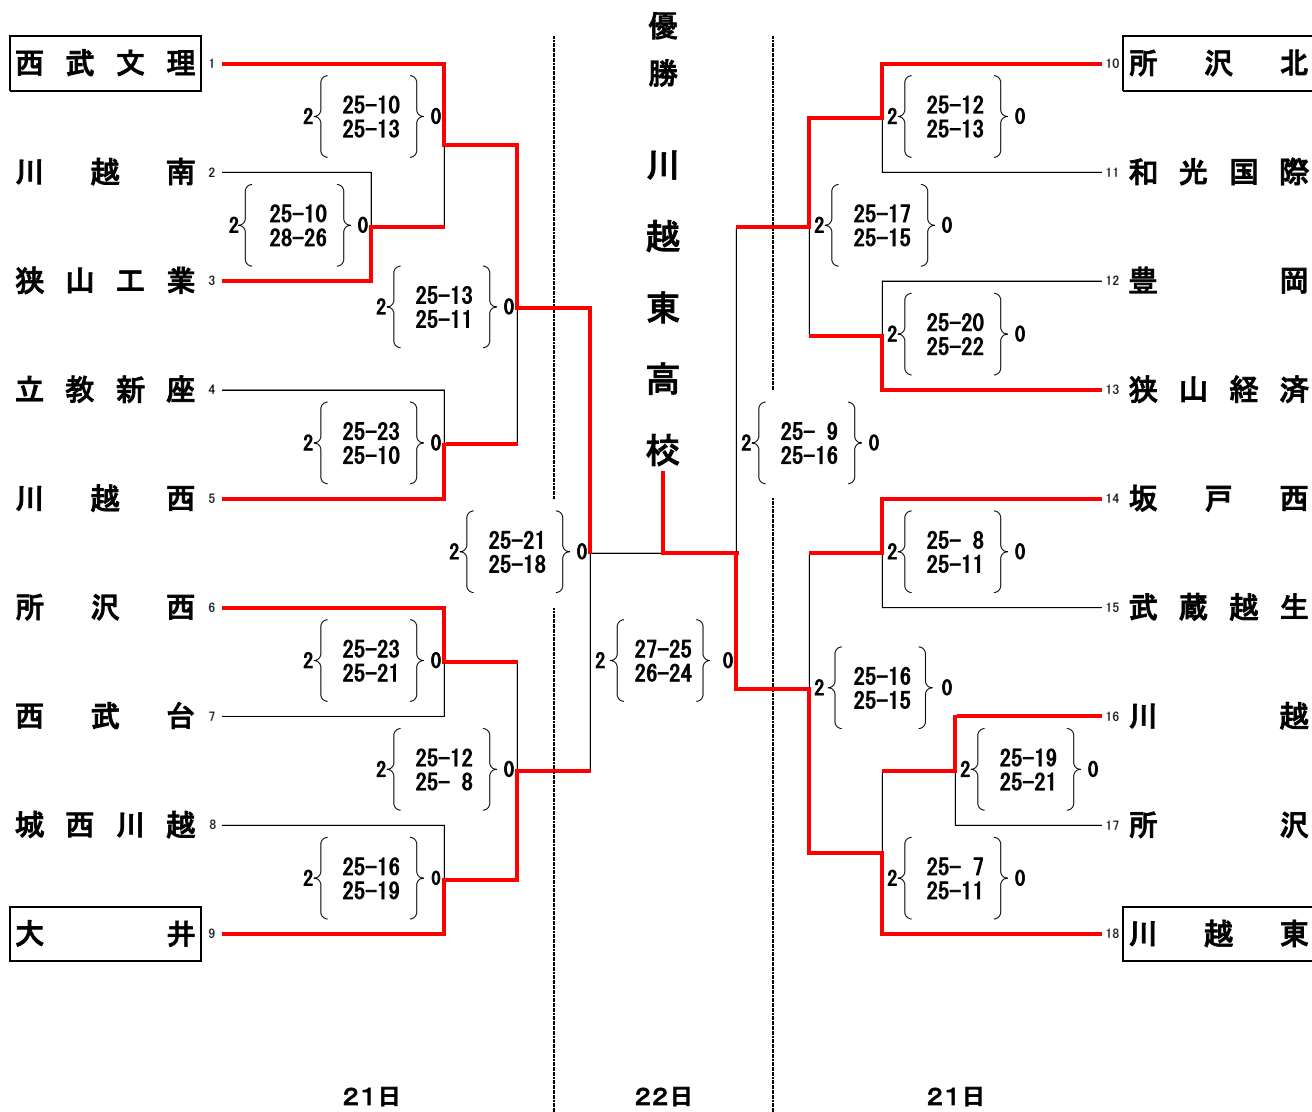 優勝 川越東高校
西武文理 1
川越南 2
狭山工業 3
立教新座 4
川越西 5
所沢西 6
西武台 7
城西川越 8
大井 9
2 25-10 0
25-13
2 25-10 0
28-26
2 25-13 0
25-11
2 25-23 0
25-10
2 25-21 0
25-18
2 25-23 0
25-21
2 25-12 0
25- 8
2 25-16 0
25-19
2 27-25 0
26-24
10 所沢北
11 和光国際
12 豊岡
13 狭山経済
14 坂戸西
15 武蔵越生
16 川越
17 所沢
18 川越東
2 25-12 0
25-13
2 25-17 0
25-15
2 25-20 0
25-22
2 25- 9 0
25-16
2 25- 8 0
25-11
2 25-16 0
25-15
2 25-19 0
25-21
2 25- 7 0
25-11
21日 22日 21日